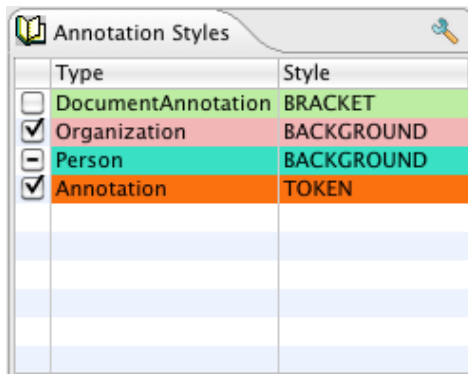 Annotation Styles
Type Style
DocumentAnnotation BRACKET
Organization BACKGROUND
Person BACKGROUND
Annotation TOKEN